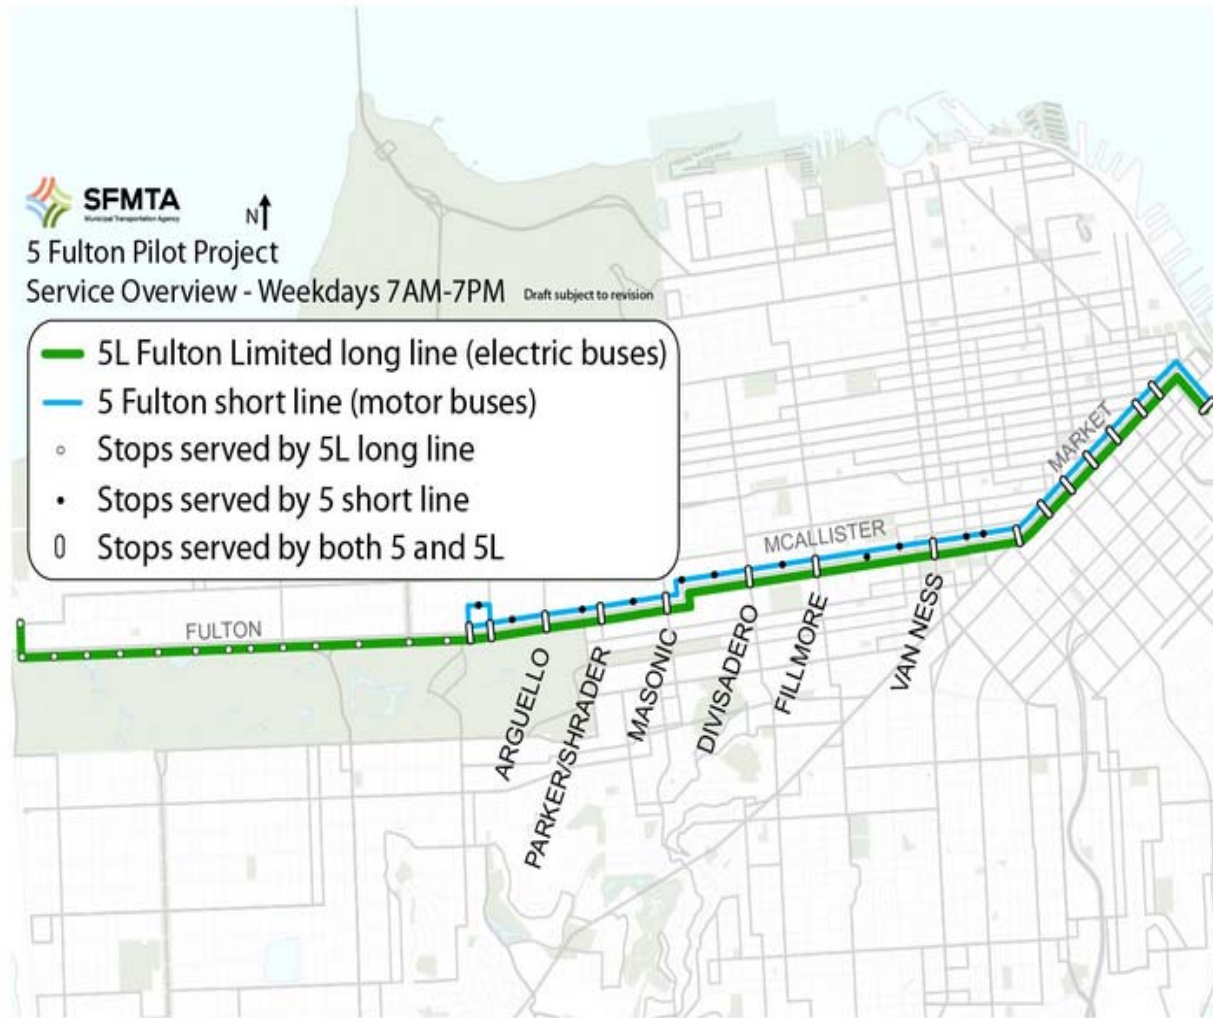 SFMTA
Municipal Transportation Agency
N
5 Fulton Pilot Project
Service Overview - Weekdays 7AM-7PM
Draft subject to revision
5L Fulton Limited long line (electric buses)
5 Fulton short line (motor buses)
Stops served by 5L long line
Stops served by 5 short line
Stops served by both 5 and 5L
MARKET
MCALLISTER
FULTON
ARGUELLO
PARKER/SHRADER
MASONIC
DIVISADERO
FILLMORE
VAN NESS